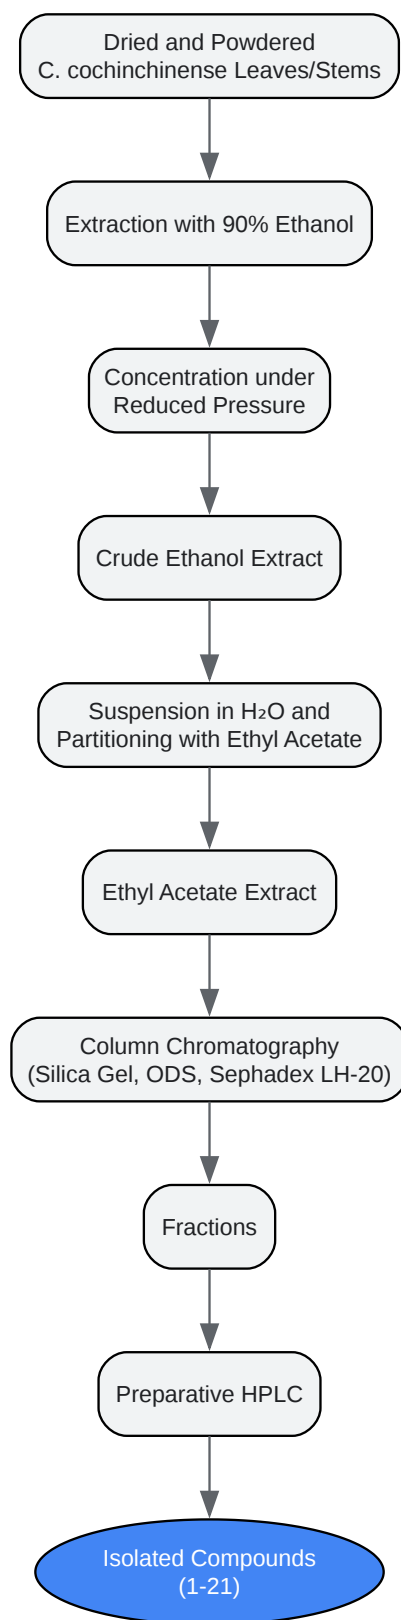 Dried and Powdered
C. cochinchinense Leaves/Stems
Extraction with 90% Ethanol
Concentration under
Reduced Pressure
Crude Ethanol Extract
Suspension in H₂O and
Partitioning with Ethyl Acetate
Ethyl Acetate Extract
Column Chromatography
(Silica Gel, ODS, Sephadex LH-20)
Fractions
Preparative HPLC
Isolated Compounds
(1-21)